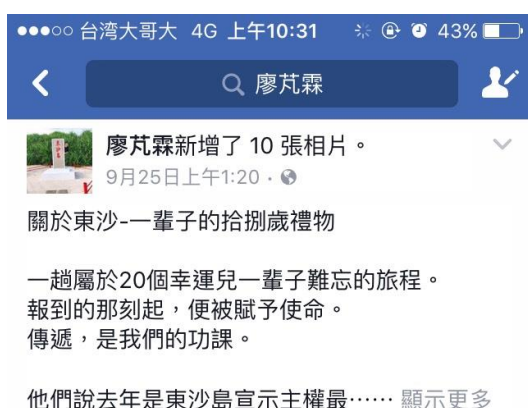 台湾大哥大 4G 上午10:31 43%
廖芃霖
廖芃霖新增了 10 張相片。
9月25日上午1:20
關於東沙-一輩子的拾捌歲禮物
一趟屬於20個幸運兒一輩子難忘的旅程。
報到的那刻起，便被賦予使命。
傳遞，是我們的功課。
他們說去年是東沙島宣示主權最⋯⋯ 顯示更多